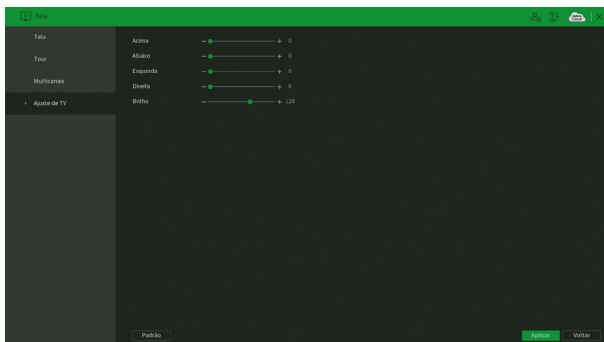 Tela
Tela
Tour
Multicanais
Ajuste de TV
Acima 0
Abaixo 0
Esquerda 0
Direita 0
Brilho 128
Padrão
Aplicar
Voltar